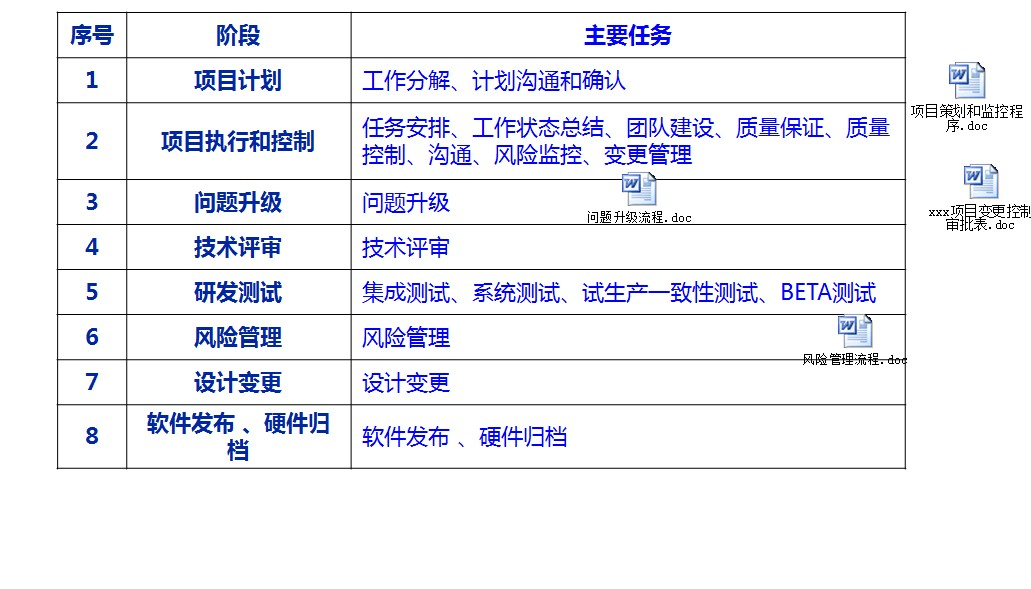 序号 阶段 主要任务
1 项目计划 工作分解、计划沟通和确认
项目策划和监控程
序.doc
2 项目执行和控制 任务安排、工作状态总结、团队建设、质量保证、质量
控制、沟通、风险监控、变更管理
3 问题升级 问题升级
问题升级流程.doc
xxx项目变更控制
审批表.doc
4 技术评审 技术评审
5 研发测试 集成测试、系统测试、试生产一致性测试、BETA测试
6 风险管理 风险管理
风险管理流程.doc
7 设计变更 设计变更
8 软件发布 、硬件归
档
软件发布 、硬件归档